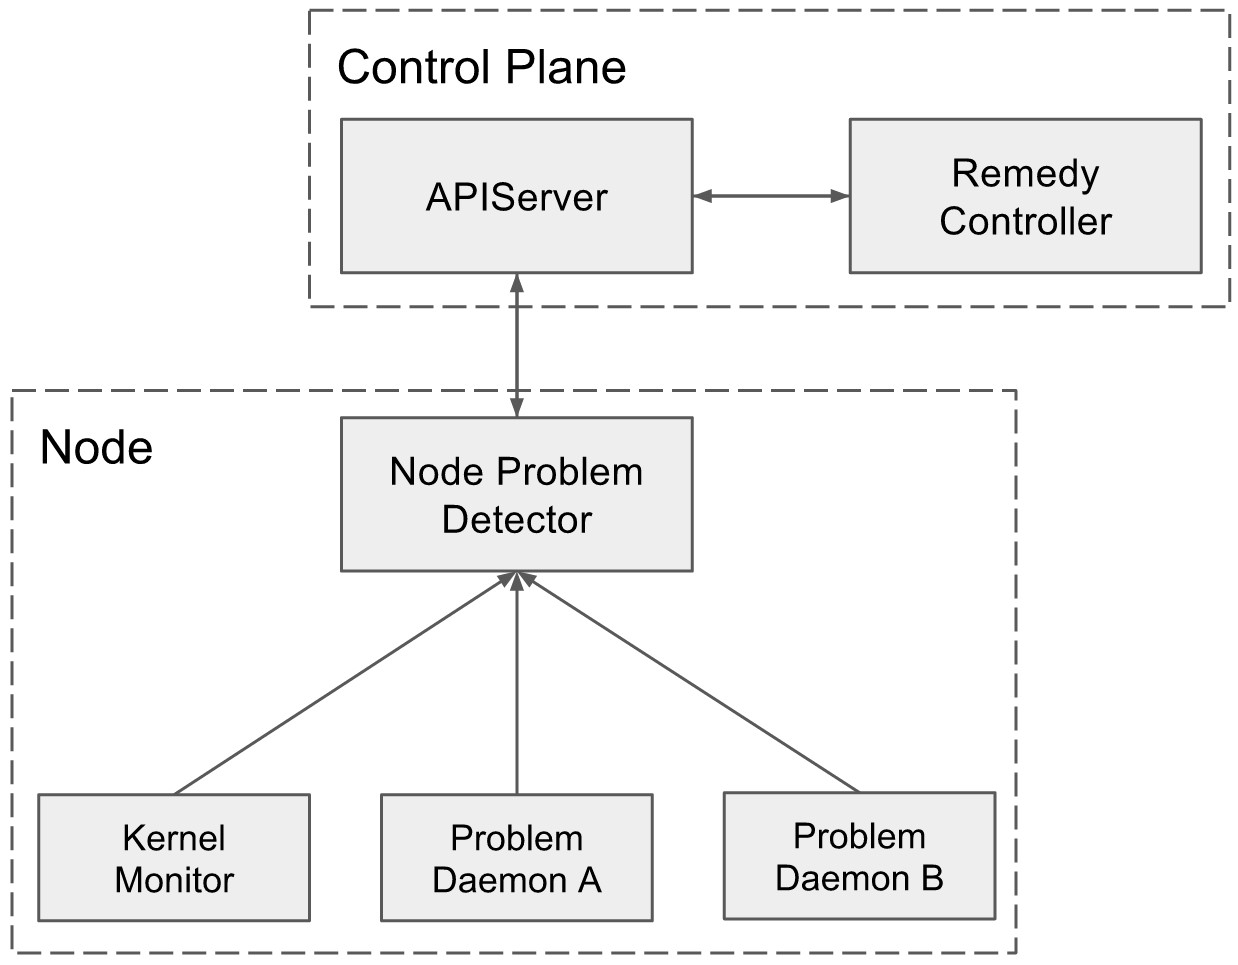 Control Plane
APIServer
Remedy
Controller
Node
Node Problem
Detector
Kernel
Monitor
Problem
Daemon A
Problem
Daemon B